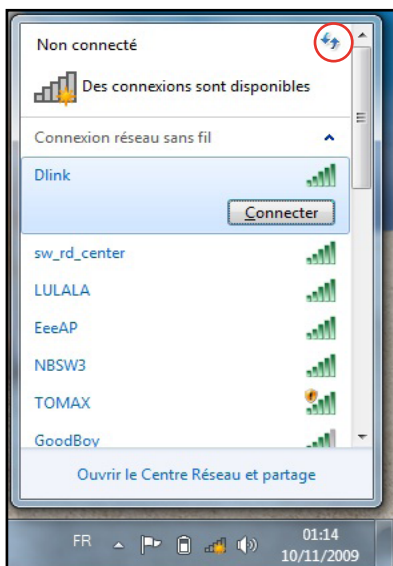 Non connecté
Des connexions sont disponibles
Connexion réseau sans fil
Dlink
Connecter
sw_rd_center
LULALA
EeeAP
NBSW3
TOMAX
GoodBoy
Ouvrir le Centre Réseau et partage
FR
01:14
10/11/2009